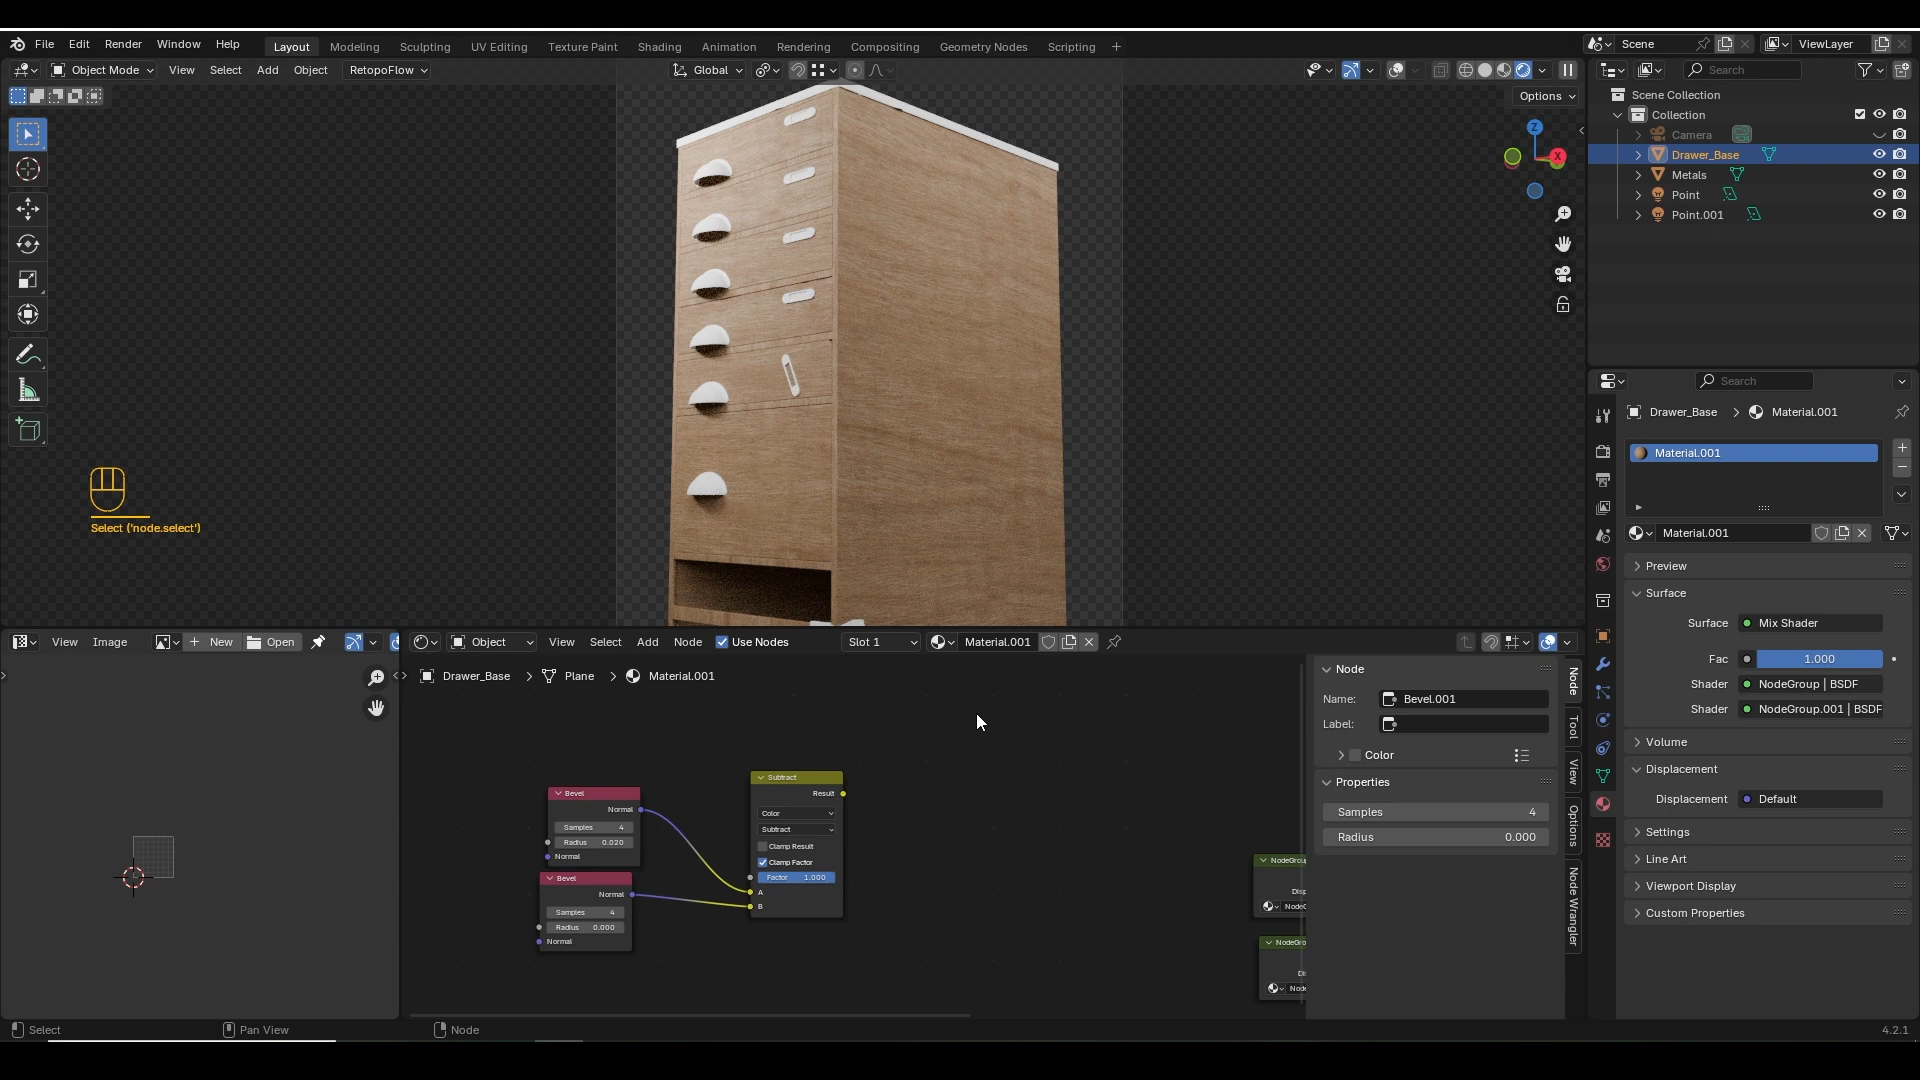 File Edit Render Window Help Layout Modeling Sculpting UV Editing Texture Paint Shading Animation Rendering Compositing Geometry Nodes Scripting + Scene ViewLayer
Object Mode View Select Add Object RetopoFlow Global Search
Options
Scene Collection
Collection
Camera
Drawer_Base
Metals
Point
Point.001
Z
X
Select ('node.select')
Search
Drawer_Base > Material.001
Material.001
Material.001
Preview
Surface
Surface Mix Shader
Fac 1.000
Shader NodeGroup | BSDF
Shader NodeGroup.001 | BSDF
Volume
Displacement
Displacement Default
Settings
Line Art
Viewport Display
Custom Properties
View Image + New Open
Object View Select Add Node Use Nodes Slot 1 Material.001
Drawer_Base > Plane > Material.001
Bevel
Normal
Samples 4
Radius 0.020
Normal
Bevel
Normal
Samples 4
Radius 0.000
Normal
Subtract
Result
Color
Subtract
Clamp Result
Clamp Factor
Factor 1.000
A
B
NodeGrou
Disp
NodeG
NodeGro
Di
Node
Node
Name: Bevel.001
Label:
Color
Properties
Samples 4
Radius 0.000
Node
Tool
View
Options
Node Wrangler
Select Pan View Node 4.2.1